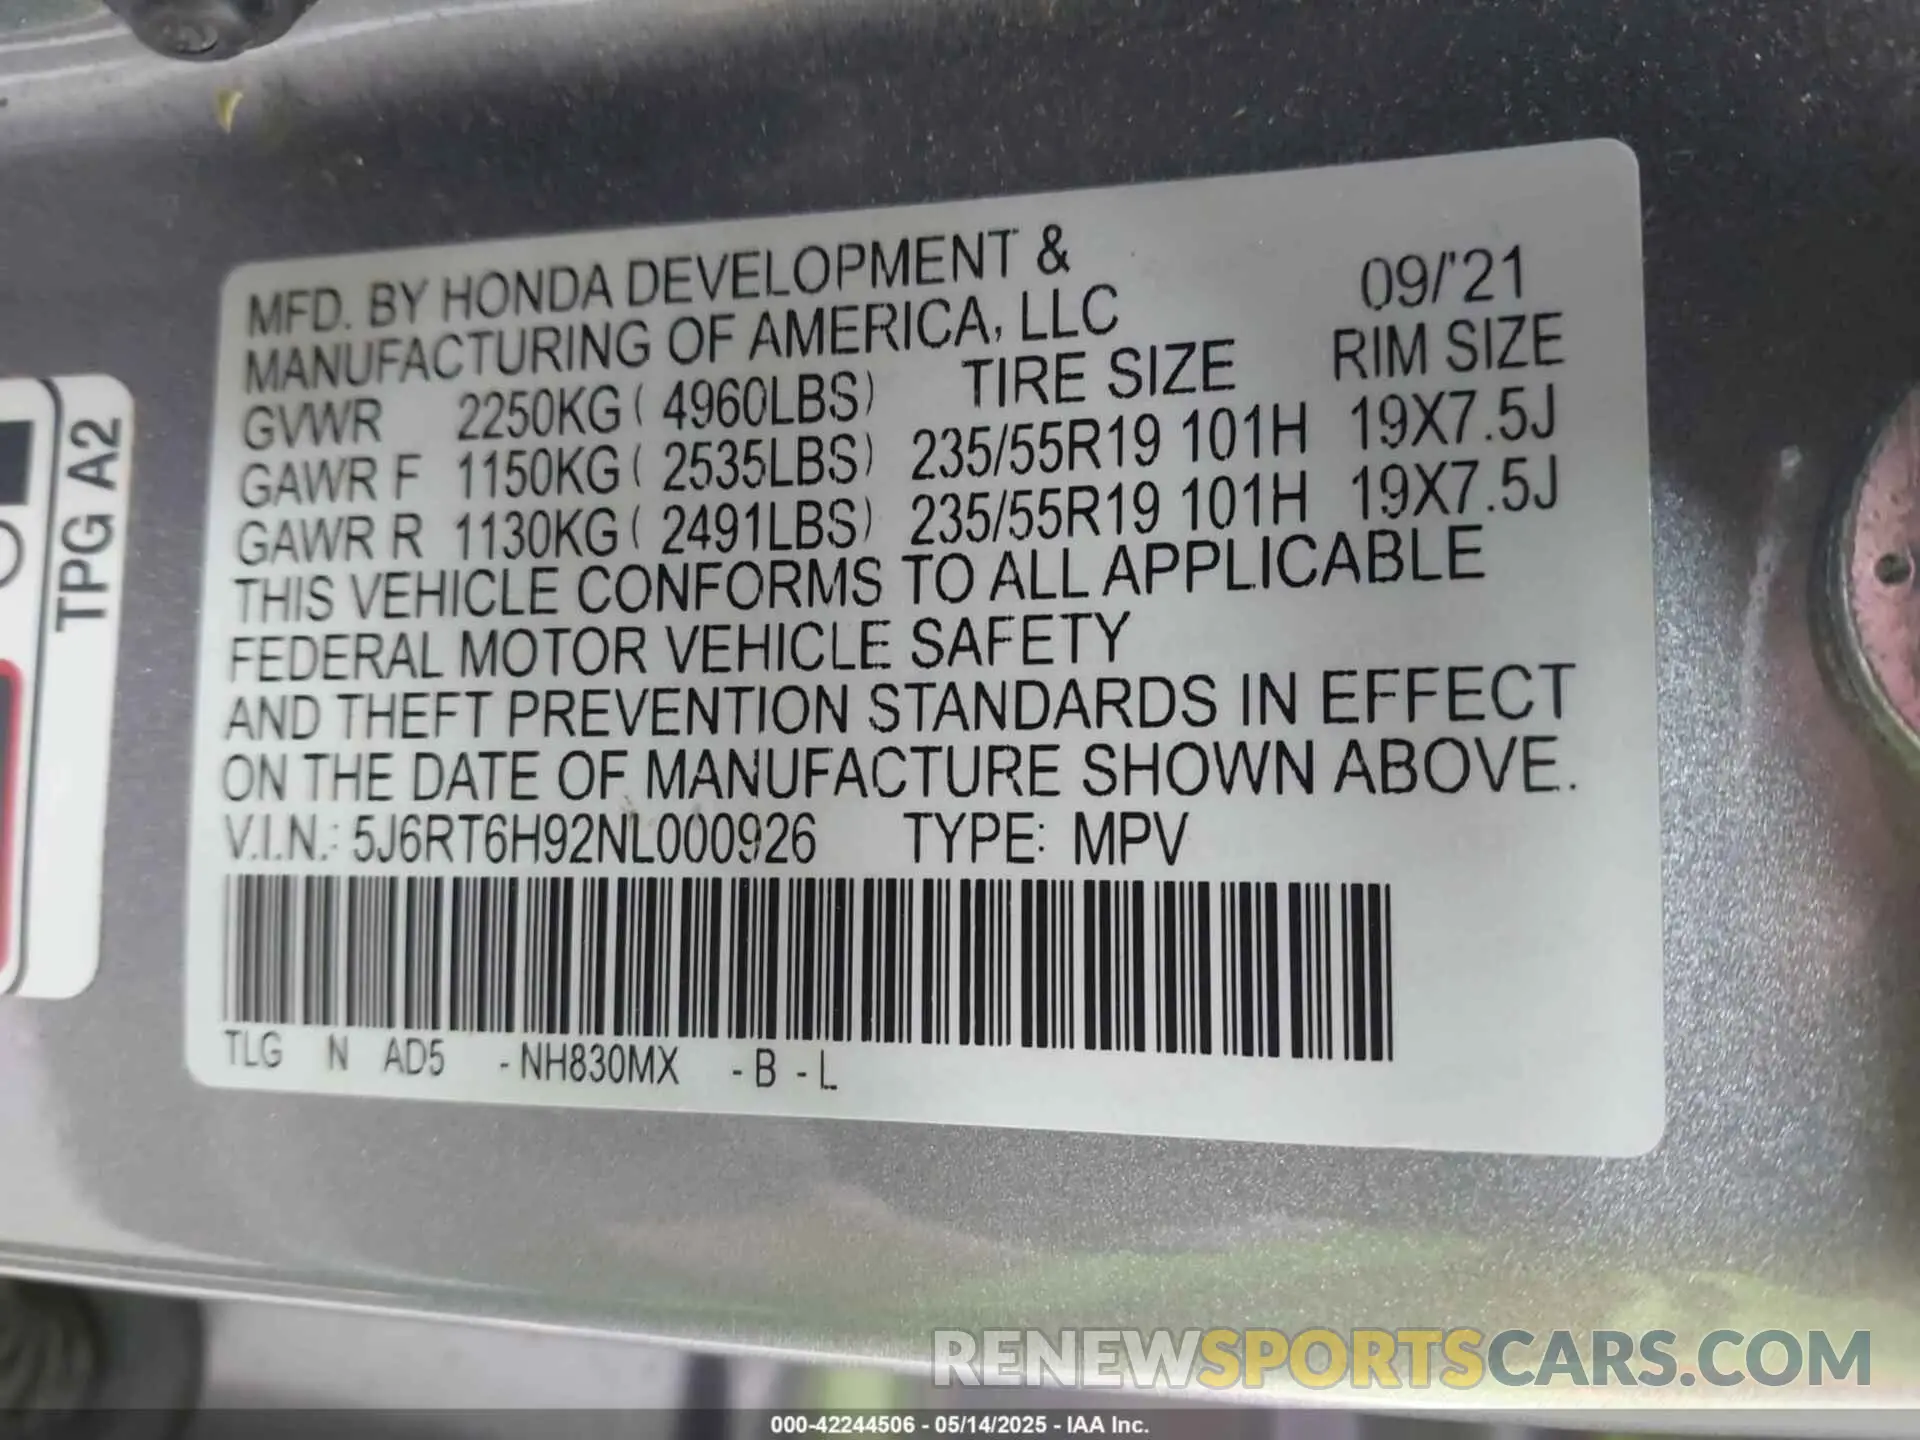 MFD. BY HONDA DEVELOPMENT & 09/'21
MANUFACTURING OF AMERICA, LLC
TIRE SIZE RIM SIZE
GVWR 2250KG ( 4960LBS)
GAWR F 1150KG ( 2535LBS) 235/55R19 101H 19X7.5J
GAWR R 1130KG ( 2491LBS) 235/55R19 101H 19X7.5J
THIS VEHICLE CONFORMS TO ALL APPLICABLE
FEDERAL MOTOR VEHICLE SAFETY
AND THEFT PREVENTION STANDARDS IN EFFECT
ON THE DATE OF MANUFACTURE SHOWN ABOVE.
V.I.N.: 5J6RT6H92NL000926 TYPE: MPV
TLG N AD5 -NH830MX -B -L
TPG A2
RENEWSPORTSCARS.COM
000-42244506 - 05/14/2025 - IAA Inc.